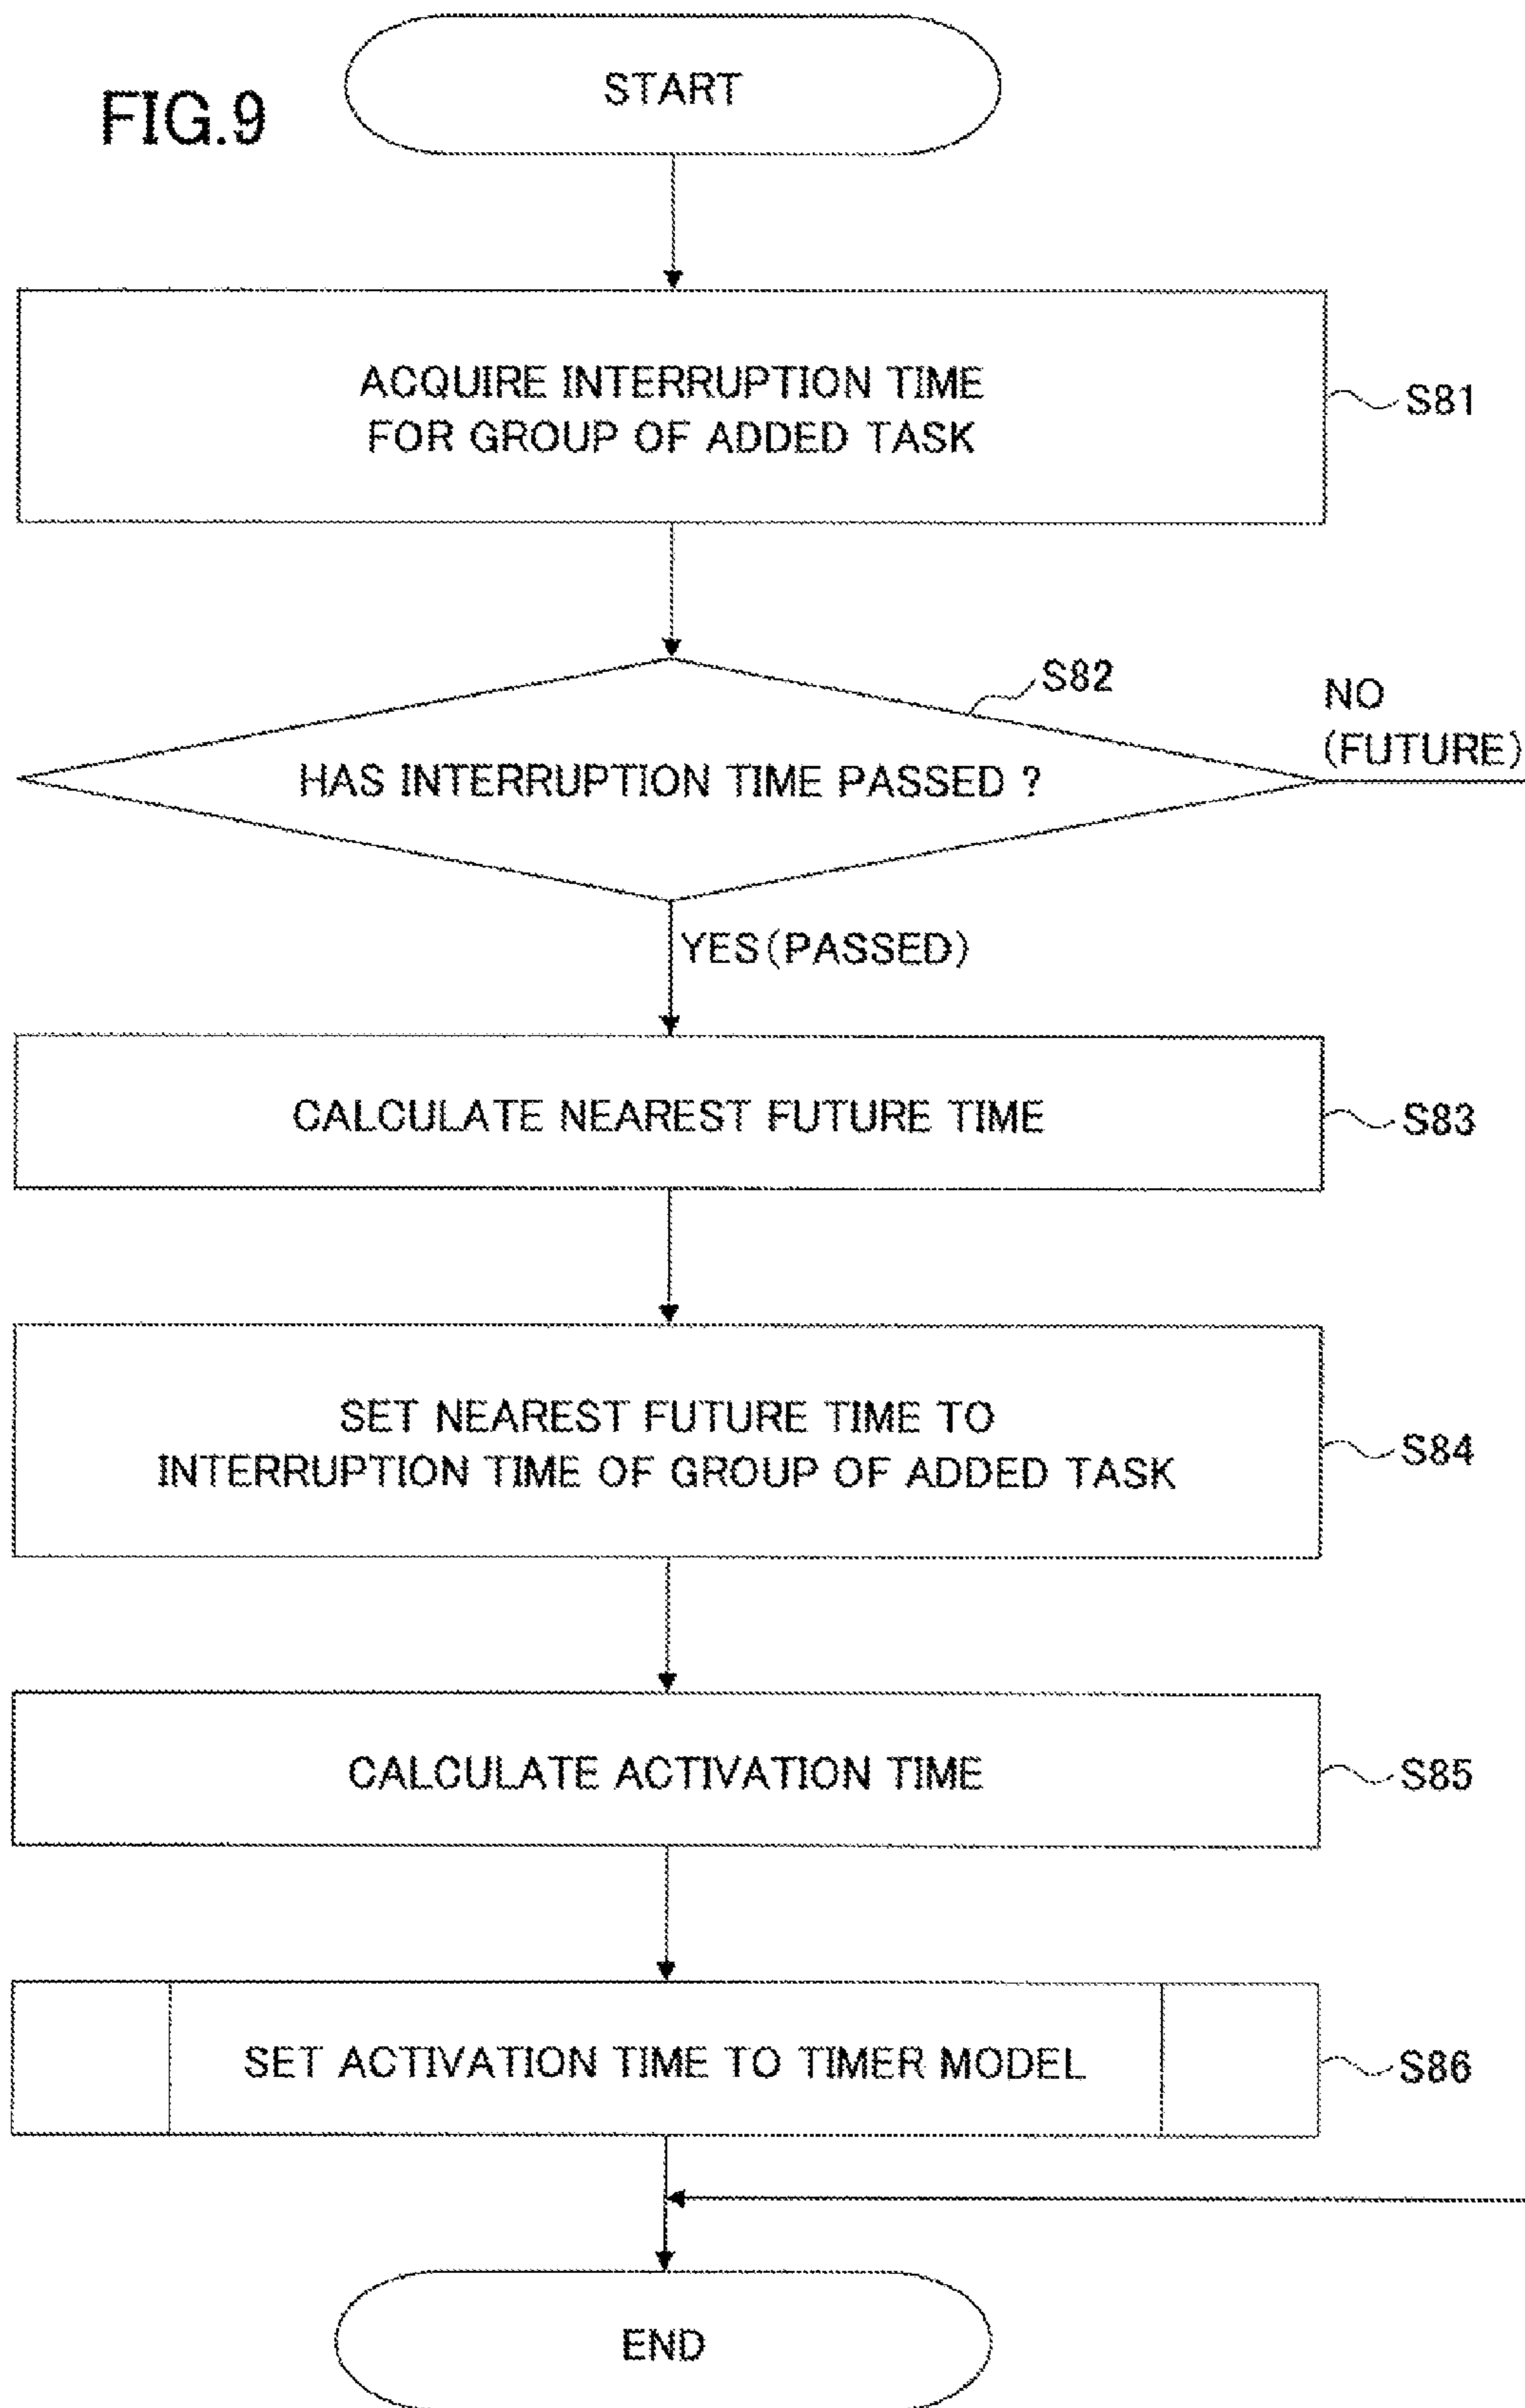 FIG.9
START
ACQUIRE INTERRUPTION TIME
FOR GROUP OF ADDED TASK
S81
S82
NO
(FUTURE)
HAS INTERRUPTION TIME PASSED ?
YES(PASSED)
CALCULATE NEAREST FUTURE TIME
S83
SET NEAREST FUTURE TIME TO
INTERRUPTION TIME OF GROUP OF ADDED TASK
S84
CALCULATE ACTIVATION TIME
S85
SET ACTIVATION TIME TO TIMER MODEL
S86
END